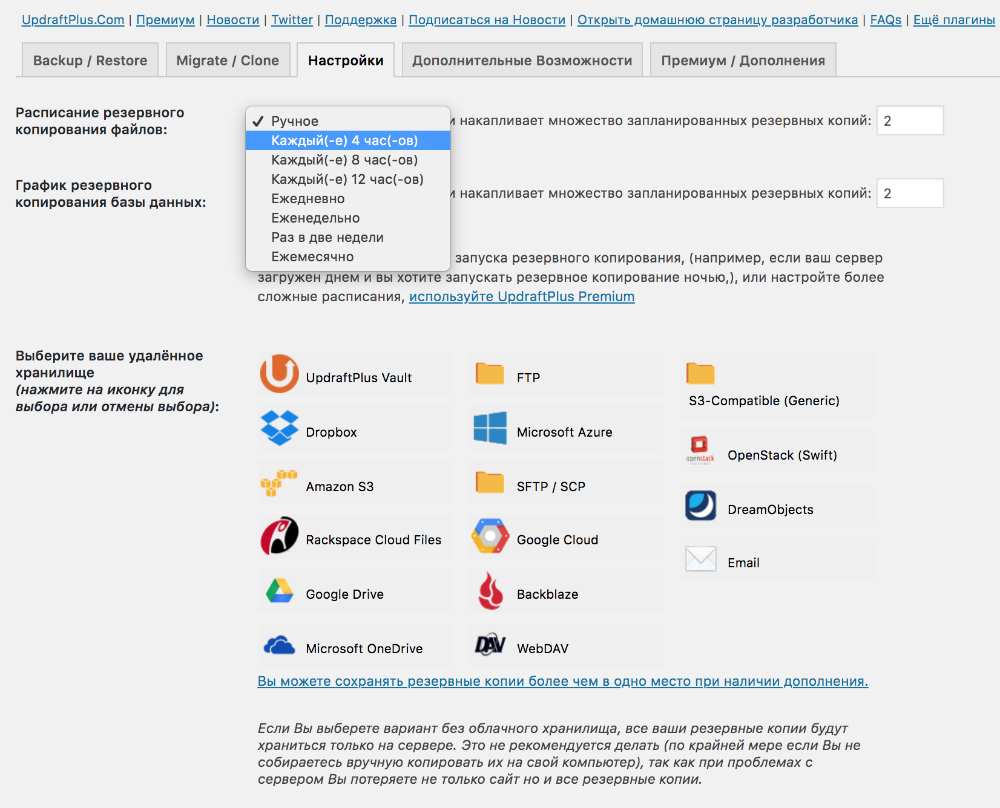 UpdraftPlus.Com | Премиум | Новости | Twitter | Поддержка | Подписаться на Новости | Открыть домашнюю страницу разработчика | FAQs | Ещё плагины
Backup / Restore
Migrate / Clone
Настройки
Дополнительные Возможности
Премиум / Дополнения
Расписание резервного
копирования файлов:
Ручное
Каждый(-е) 4 час(-ов)
Каждый(-е) 8 час(-ов)
Каждый(-е) 12 час(-ов)
Ежедневно
Еженедельно
Раз в две недели
Ежемесячно
и накапливает множество запланированных резервных копий: 2
График резервного
копирования базы данных:
и накапливает множество запланированных резервных копий: 2
запуска резервного копирования, (например, если ваш сервер
загружен днем и вы хотите запускать резервное копирование ночью,), или настройте более
сложные расписания, используйте UpdraftPlus Premium
Выберите ваше удалённое
хранилище
(нажмите на иконку для
выбора или отмены выбора):
UpdraftPlus Vault
Dropbox
Amazon S3
Rackspace Cloud Files
Google Drive
Microsoft OneDrive
FTP
Microsoft Azure
SFTP / SCP
Google Cloud
Backblaze
DAV
WebDAV
S3-Compatible (Generic)
openstack
OpenStack (Swift)
DreamObjects
Email
Вы можете сохранять резервные копии более чем в одно место при наличии дополнения.
Если Вы выберете вариант без облачного хранилища, все ваши резервные копии будут
храниться только на сервере. Это не рекомендуется делать (по крайней мере если Вы не
собираетесь вручную копировать их на свой компьютер), так как при проблемах с
сервером Вы потеряете не только сайт но и все резервные копии.